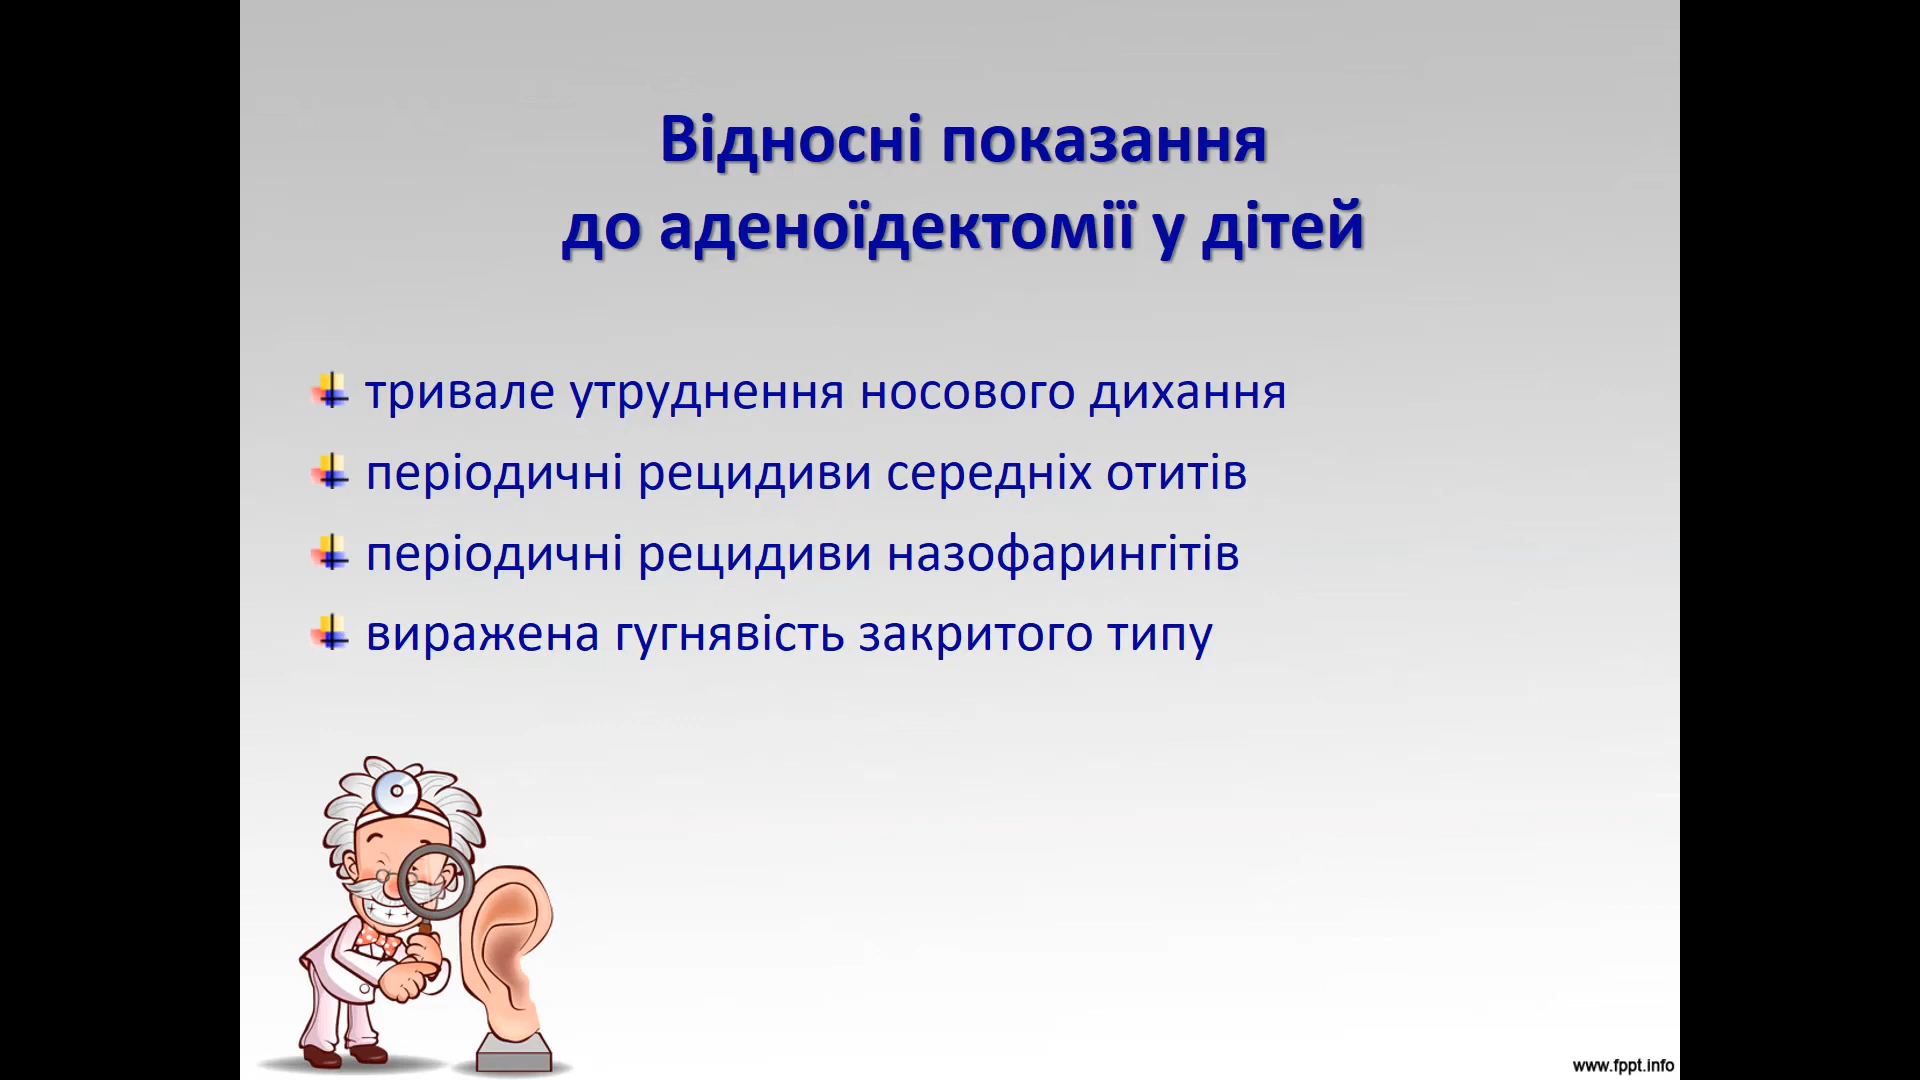 Відносні показання
до аденоїдектомії у дітей
тривале утруднення носового дихання
періодичні рецидиви середніх отитів
періодичні рецидиви назофарингітів
виражена гугнявість закритого типу
www.fppt.info